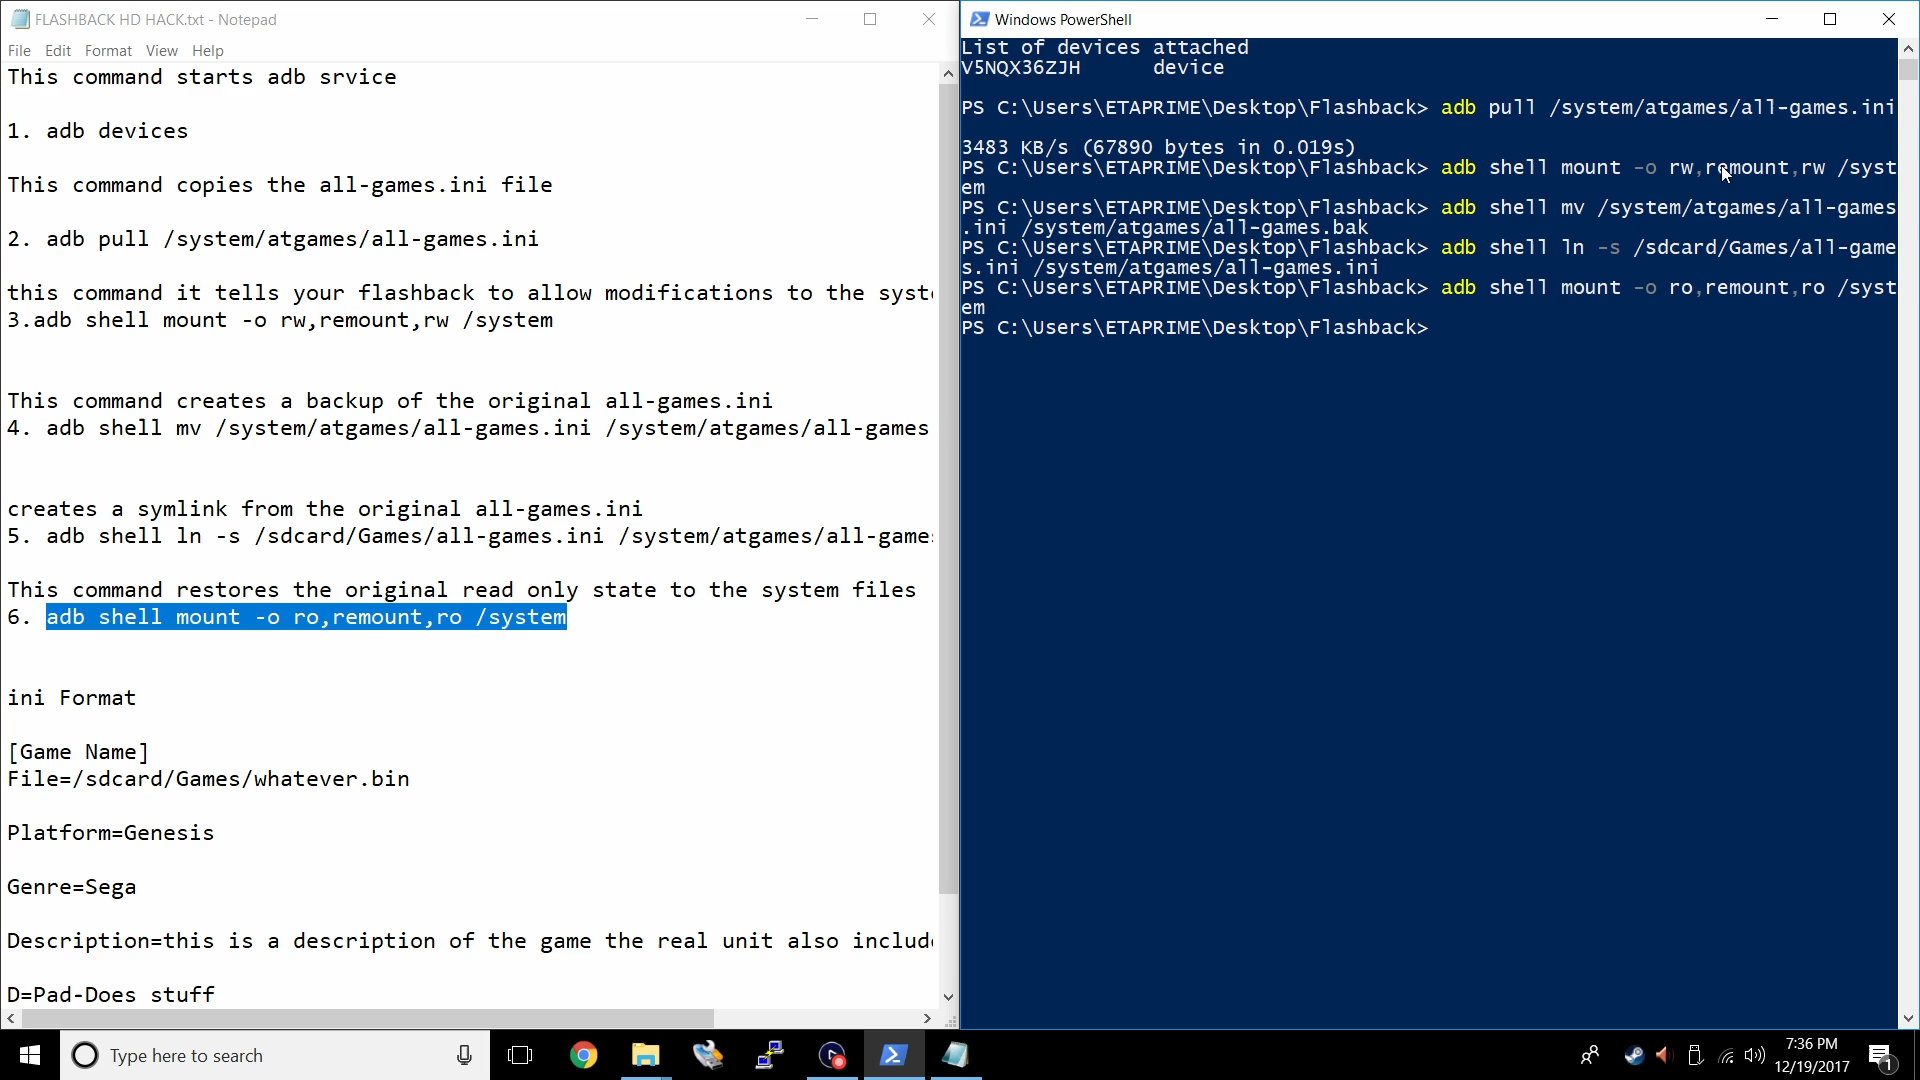 FLASHBACK HD HACK.txt - Notepad
File Edit Format View Help
This command starts adb srvice
1. adb devices
This command copies the all-games.ini file
2. adb pull /system/atgames/all-games.ini
this command it tells your flashback to allow modifications to the syst
3.adb shell mount -o rw,remount,rw /system
This command creates a backup of the original all-games.ini
4. adb shell mv /system/atgames/all-games.ini /system/atgames/all-games
creates a symlink from the original all-games.ini
5. adb shell ln -s /sdcard/Games/all-games.ini /system/atgames/all-game
This command restores the original read only state to the system files
6. adb shell mount -o ro,remount,ro /system
ini Format
[Game Name]
File=/sdcard/Games/whatever.bin
Platform=Genesis
Genre=Sega
Description=this is a description of the game the real unit also includ
D=Pad-Does stuff
Windows PowerShell
List of devices attached
V5NQX36ZJH device
PS C:\Users\ETAPRIME\Desktop\Flashback> adb pull /system/atgames/all-games.ini
3483 KB/s (67890 bytes in 0.019s)
PS C:\Users\ETAPRIME\Desktop\Flashback> adb shell mount -o rw,remount,rw /syst
em
PS C:\Users\ETAPRIME\Desktop\Flashback> adb shell mv /system/atgames/all-games
.ini /system/atgames/all-games.bak
PS C:\Users\ETAPRIME\Desktop\Flashback> adb shell ln -s /sdcard/Games/all-game
s.ini /system/atgames/all-games.ini
PS C:\Users\ETAPRIME\Desktop\Flashback> adb shell mount -o ro,remount,ro /syst
em
PS C:\Users\ETAPRIME\Desktop\Flashback>
Type here to search
7:36 PM
12/19/2017
1